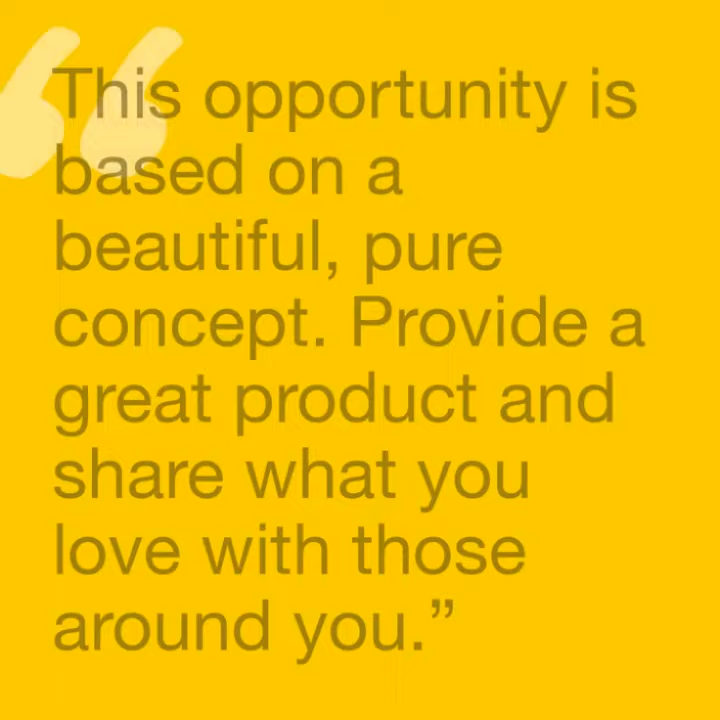 “This opportunity is
based on a
beautiful, pure
concept. Provide a
great product and
share what you
love with those
around you.”